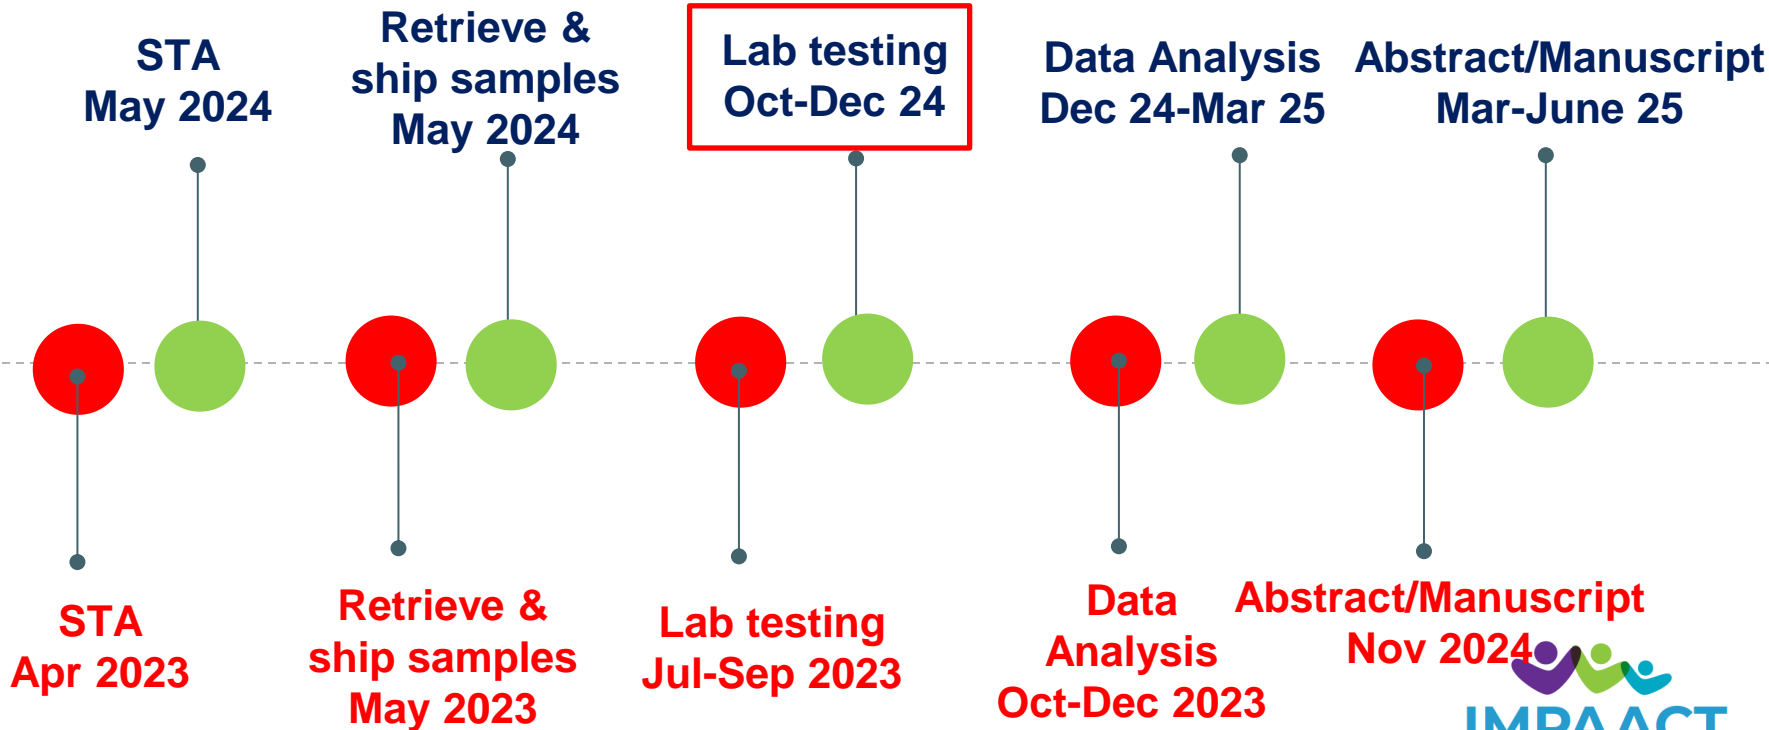 STA
May 2024
Retrieve &
ship samples
May 2024
Lab testing
Oct-Dec 24
Data Analysis
Dec 24-Mar 25
Abstract/Manuscript
Mar-June 25
STA
Apr 2023
Retrieve &
ship samples
May 2023
Lab testing
Jul-Sep 2023
Data
Analysis
Oct-Dec 2023
Abstract/Manuscript
Nov 2024
IMPAACT